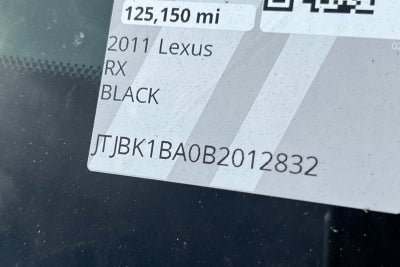 125,150 mi
2011 Lexus
RX
BLACK
JTJBK1BA0B2012832